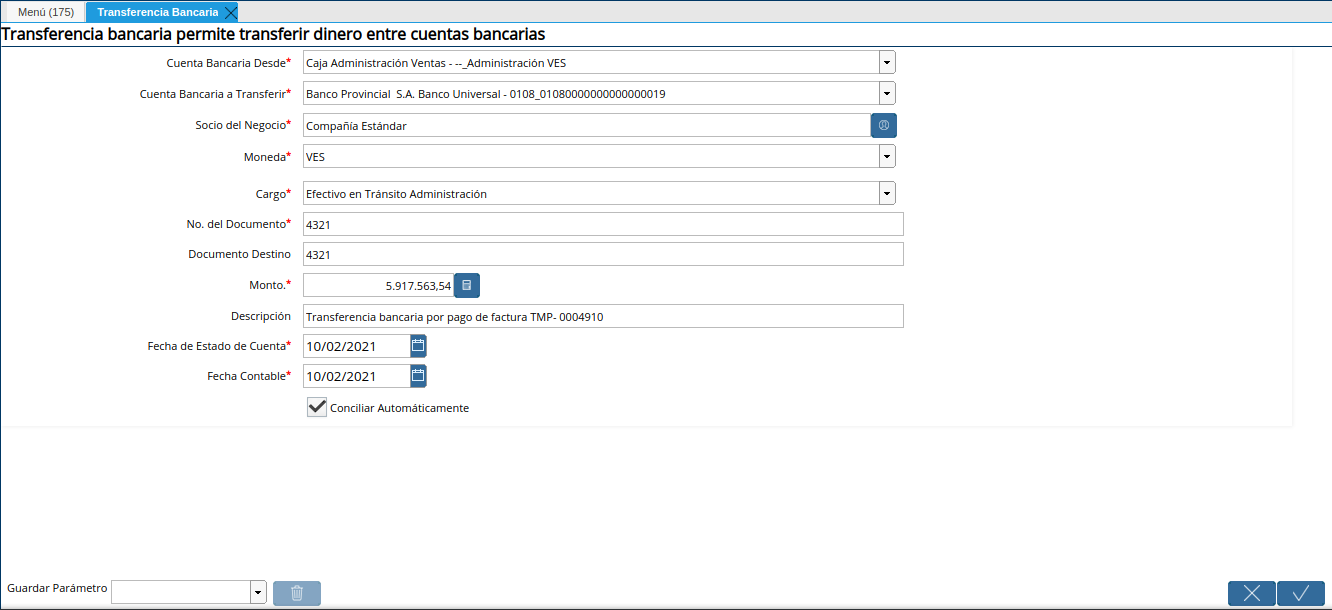 Menú (175) Transferencia Bancaria
Transferencia bancaria permite transferir dinero entre cuentas bancarias
Cuenta Bancaria Desde* Caja Administración Ventas - --_Administración VES
Cuenta Bancaria a Transferir* Banco Provincial S.A. Banco Universal - 0108_01080000000000000019
Socio del Negocio* Compañía Estándar
Moneda* VES
Cargo* Efectivo en Tránsito Administración
No. del Documento* 4321
Documento Destino 4321
Monto.* 5.917.563,54
Descripción Transferencia bancaria por pago de factura TMP- 0004910
Fecha de Estado de Cuenta* 10/02/2021
Fecha Contable* 10/02/2021
Conciliar Automáticamente
Guardar Parámetro